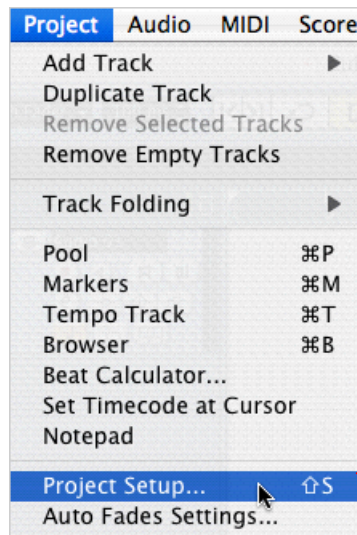 Project Audio MIDI Score
Add Track ▶
Duplicate Track
Remove Selected Tracks
Remove Empty Tracks
Track Folding ▶
Pool ⌘P
Markers ⌘M
Tempo Track ⌘T
Browser ⌘B
Beat Calculator...
Set Timecode at Cursor
Notepad
Project Setup... ⇧S
Auto Fades Settings...